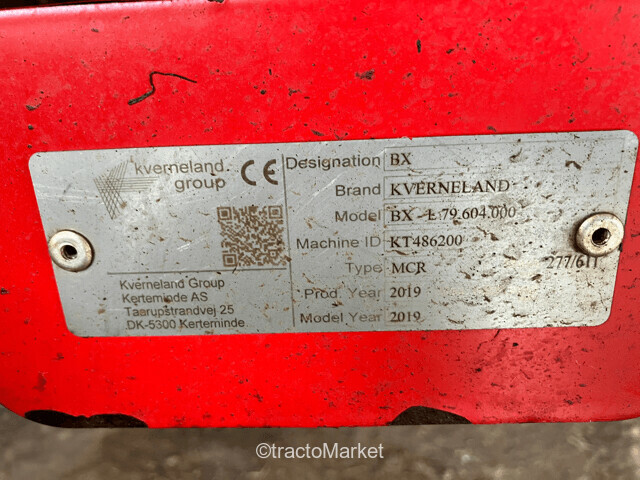 kverneland
group
CE
Kverneland Group
Kerteminde AS
Taarupstrandvej 25
DK-5300 Kerteminde
Designation BX
Brand KVERNELAND
Model BX - L 79.604.000
Machine ID KT486200
Type MCR 277/611
Prod Year 2019
Model Year 2019
©tractoMarket